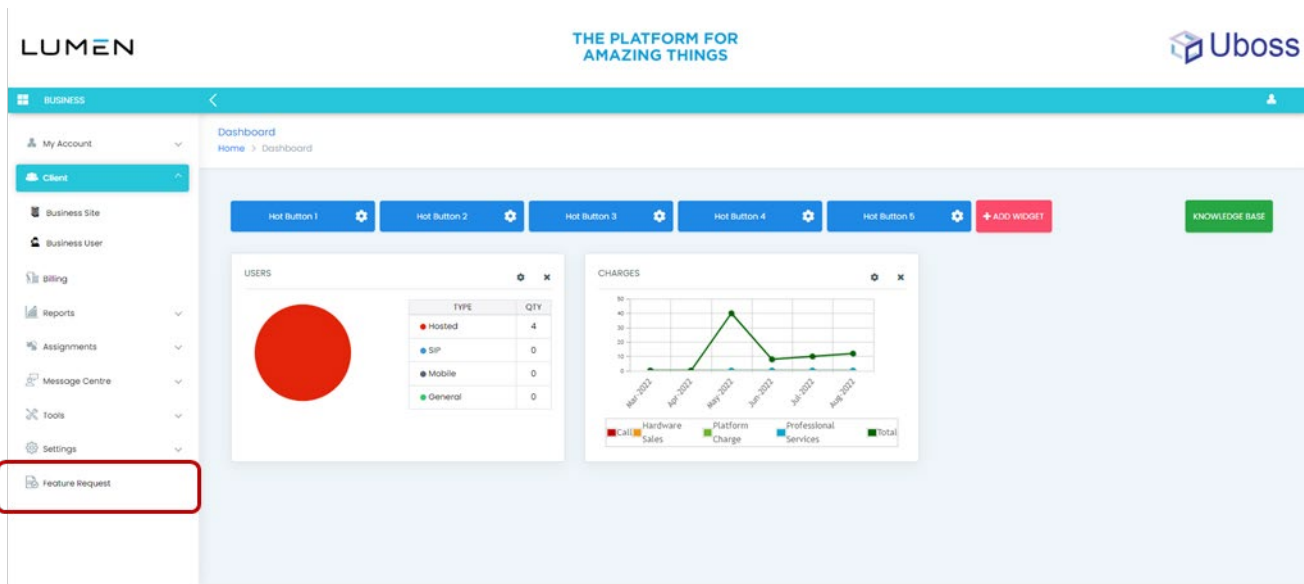 LUMEN
THE PLATFORM FOR
AMAZING THINGS
Uboss
BUSINESS
My Account
Client
Business Site
Business User
Billing
Reports
Assignments
Message Centre
Tools
Settings
Feature Request
Dashboard
Home > Dashboard
Hot Button 1
Hot Button 2
Hot Button 3
Hot Button 4
Hot Button 5
+ ADD WIDGET
KNOWLEDGE BASE
USERS
TYPE QTY
Hosted 4
SIP 0
Mobile 0
General 0
CHARGES
50
40
30
20
10
0
Mar-2022
Apr-2022
May-2022
Jun-2022
Jul-2022
Aug-2022
Call
Hardware
Sales
Platform
Charge
Professional
Services
Total